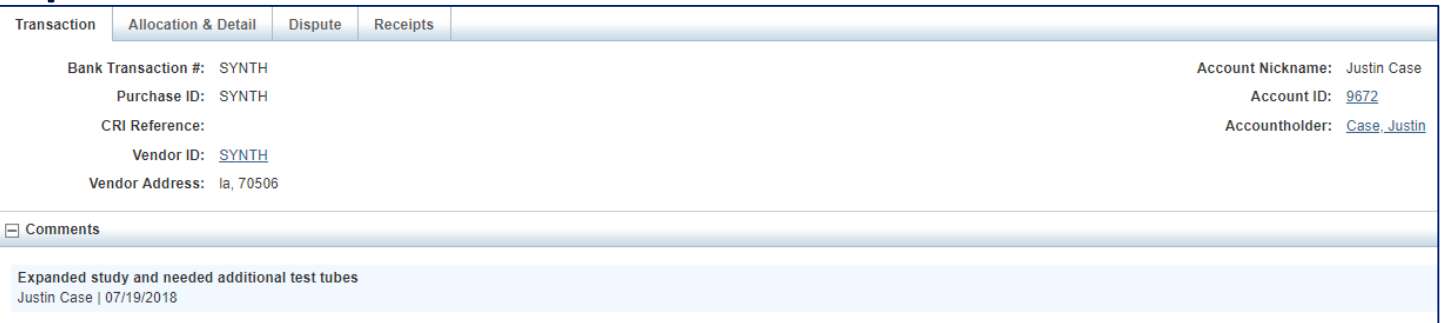 Transaction Allocation & Detail Dispute Receipts
Bank Transaction #: SYNTH Account Nickname: Justin Case
Purchase ID: SYNTH Account ID: 9672
CRI Reference: Accountholder: Case, Justin
Vendor ID: SYNTH
Vendor Address: la, 70506
Comments
Expanded study and needed additional test tubes
Justin Case | 07/19/2018